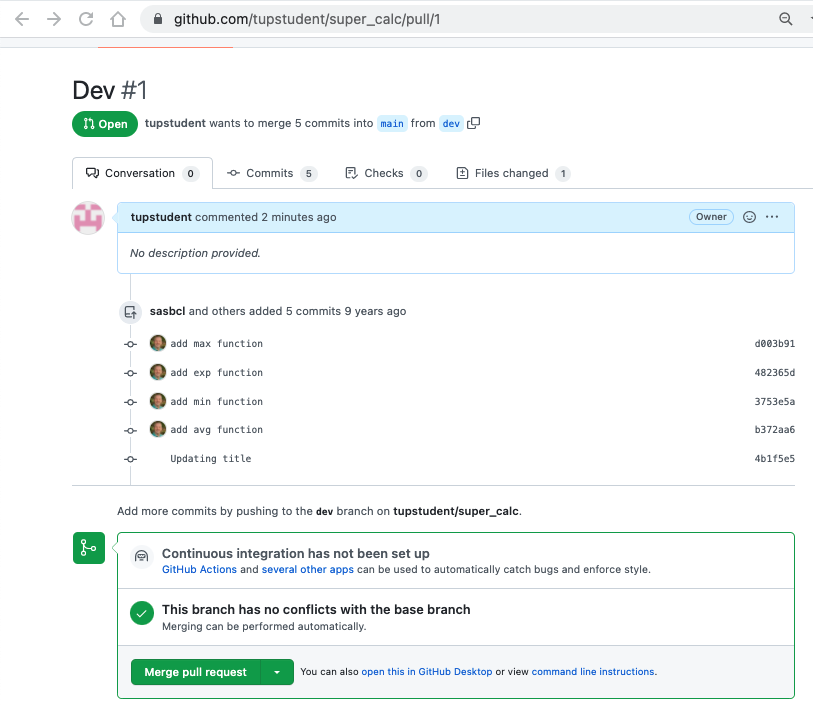 github.com/tupstudent/super_calc/pull/1
Dev #1
Open tupstudent wants to merge 5 commits into main from dev
Conversation 0 Commits 5 Checks 0 Files changed 1
tupstudent commented 2 minutes ago Owner ...
No description provided.
sasbcl and others added 5 commits 9 years ago
add max function d003b91
add exp function 482365d
add min function 3753e5a
add avg function b372aa6
Updating title 4b1f5e5
Add more commits by pushing to the dev branch on tupstudent/super_calc.
Continuous integration has not been set up
GitHub Actions and several other apps can be used to automatically catch bugs and enforce style.
This branch has no conflicts with the base branch
Merging can be performed automatically.
Merge pull request You can also open this in GitHub Desktop or view command line instructions.